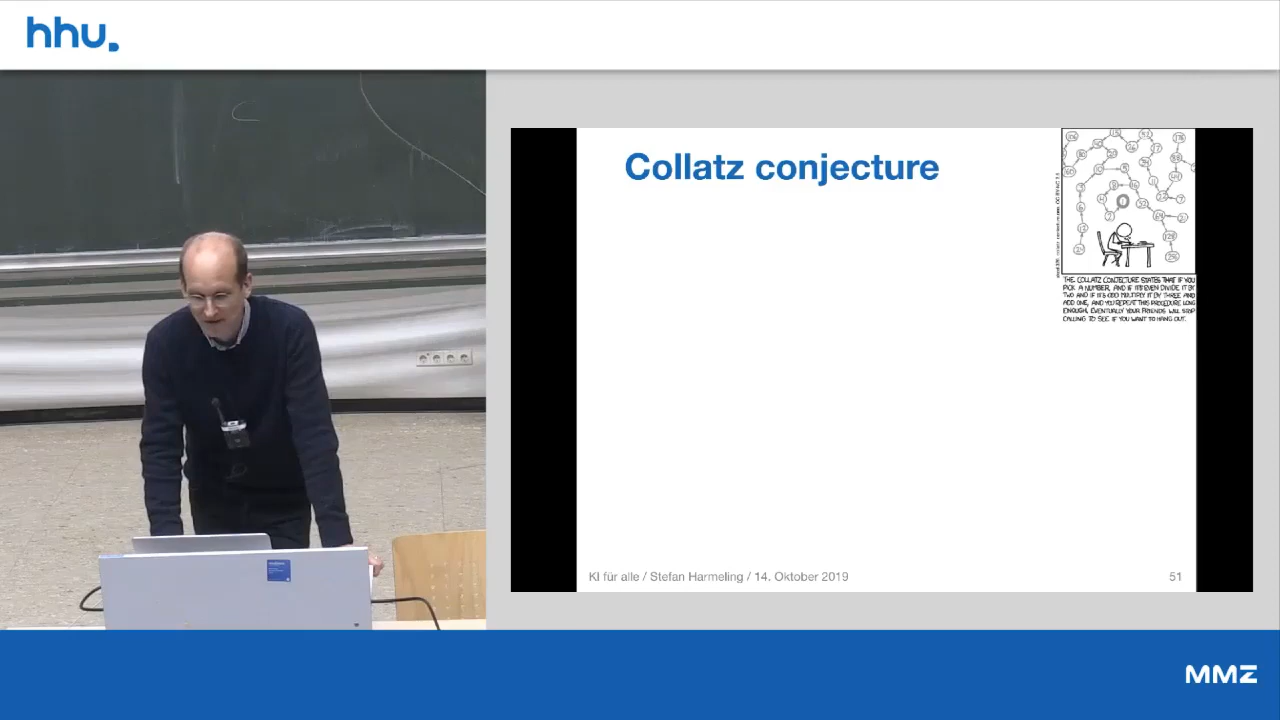 hhu.
Collatz conjecture
THE COLLATZ CONJECTURE STATES THAT IF YOU
PICK A NUMBER, AND IF IT'S EVEN DIVIDE IT BY
TWO AND IF IT'S ODD MULTIPLY IT BY THREE AND
ADD ONE, AND YOU REPEAT THIS PROCEDURE LONG
ENOUGH, EVENTUALLY YOUR FRIENDS WILL STOP
CALLING TO SEE IF YOU WANT TO HANG OUT.
KI für alle / Stefan Harmeling / 14. Oktober 2019
51
MMZ